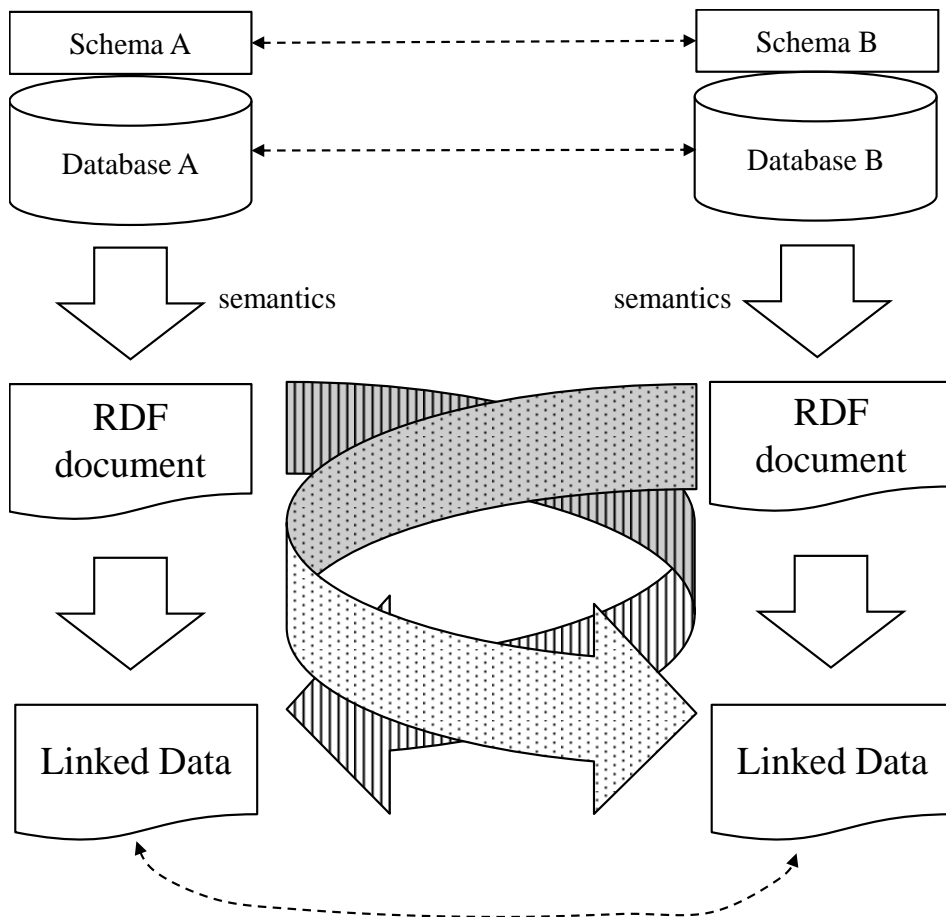 Schema A
Schema B
Database A
Database B
semantics
semantics
RDF
document
RDF
document
Linked Data
Linked Data